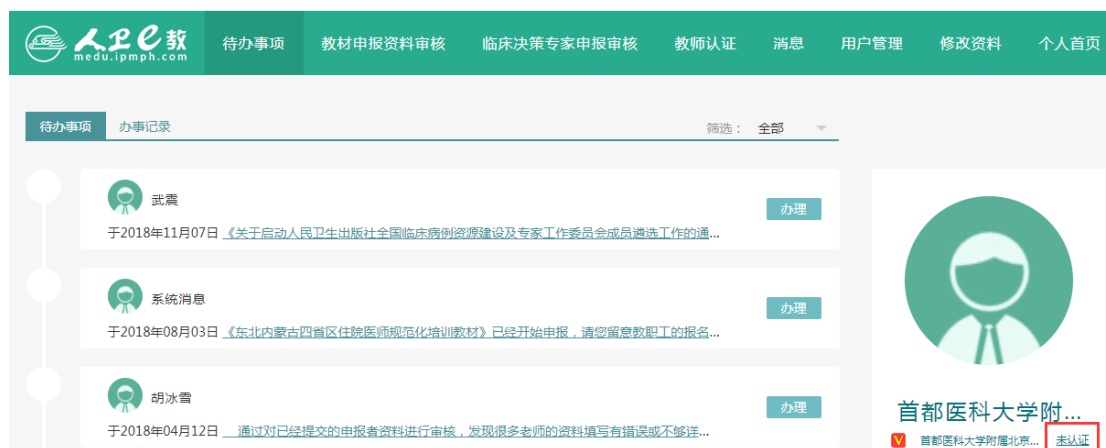 人卫e教 待办事项 教材申报资料审核 临床决策专家申报审核 教师认证 消息 用户管理 修改资料 个人首页
medu.ipmph.com
待办事项 办事记录 筛选： 全部
武震
办理
于2018年11月07日 《关于启动人民卫生出版社全国临床病例资源建设及专家工作委员会成员遴选工作的通...
系统消息
办理
于2018年08月03日 《东北内蒙古四省区住院医师规范化培训教材》已经开始申报，请您留意教职工的报名...
胡冰雪
办理
于2018年04月12日 通过对已经提交的申报者资料进行审核，发现很多老师的资料填写有错误或不够详...
首都医科大学附...
V 首都医科大学附属北京... 未认证